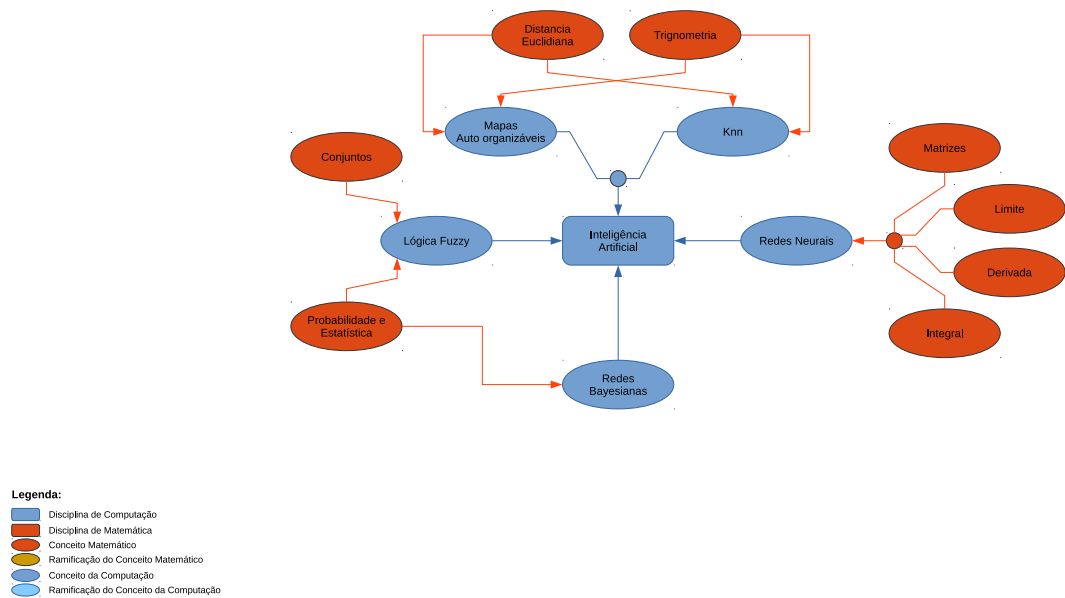 Distancia
Euclidiana
Trignometria
Mapas
Auto organizáveis
Knn
Conjuntos
Matrizes
Limite
Lógica Fuzzy
Inteligência
Artificial
Redes Neurais
Derivada
Probabilidade e
Estatística
Integral
Redes
Bayesianas
Legenda:
Disciplina de Computação
Disciplina de Matemática
Conceito Matemático
Ramificação do Conceito Matemático
Conceito da Computação
Ramificação do Conceito da Computação